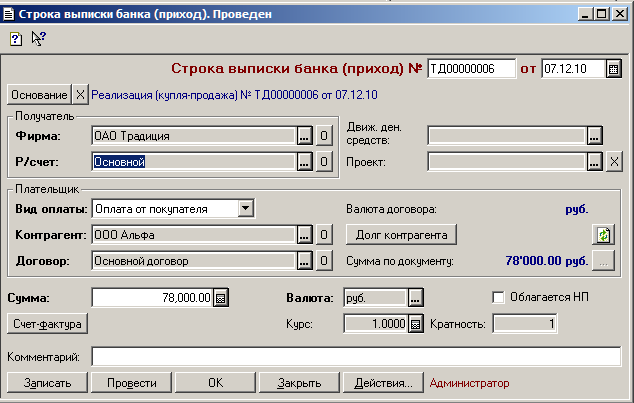 Строка выписки банка (приход). Проведен
Строка выписки банка (приход) № ТД00000006 от 07.12.10
Основание X Реализация (купля-продажа) № ТД00000006 от 07.12.10
Получатель
Фирма: ОАО Традиция ... О
Движ. ден. средств: ...
Р/счет: Основной ... О
Проект: ... X
Плательщик
Вид оплаты: Оплата от покупателя
Валюта договора: руб.
Контрагент: ООО Альфа ... О
Долг контрагента
Договор: Основной договор ... О
Сумма по документу: 78'000.00 руб. ...
Сумма: 78,000.00
Валюта: руб. ...
Облагается НП
Счет-фактура
Курс: 1.0000 Кратность: 1
Комментарий:
Записать Провести OK Закрыть Действия... Администратор